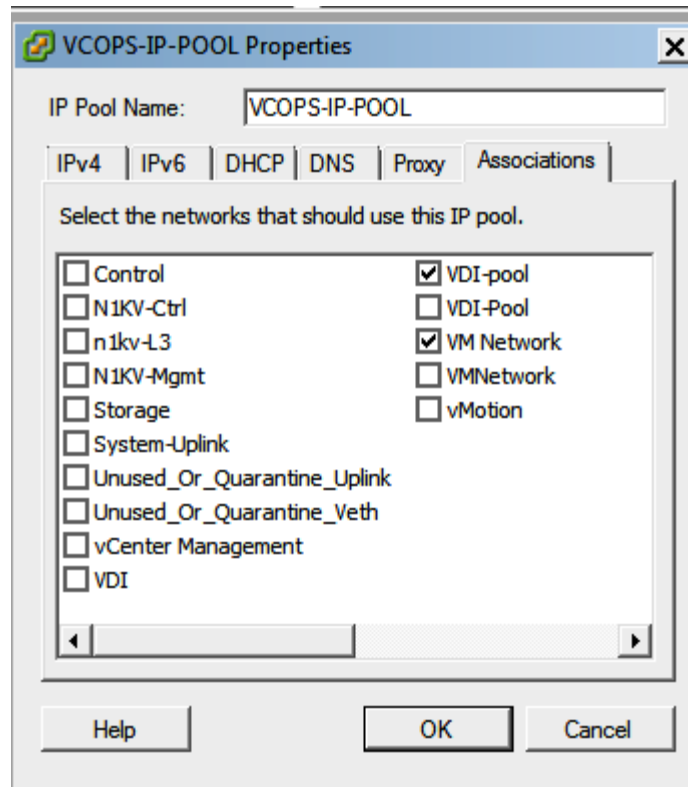 VCOPS-IP-POOL Properties
IP Pool Name: VCOPS-IP-POOL
IPv4 IPv6 DHCP DNS Proxy Associations
Select the networks that should use this IP pool.
Control
N1KV-Ctrl
n1kv-L3
N1KV-Mgmt
Storage
System-Uplink
Unused_Or_Quarantine_Uplink
Unused_Or_Quarantine_Veth
vCenter Management
VDI
VDI-pool
VDI-Pool
VM Network
VMNetwork
vMotion
Help OK Cancel